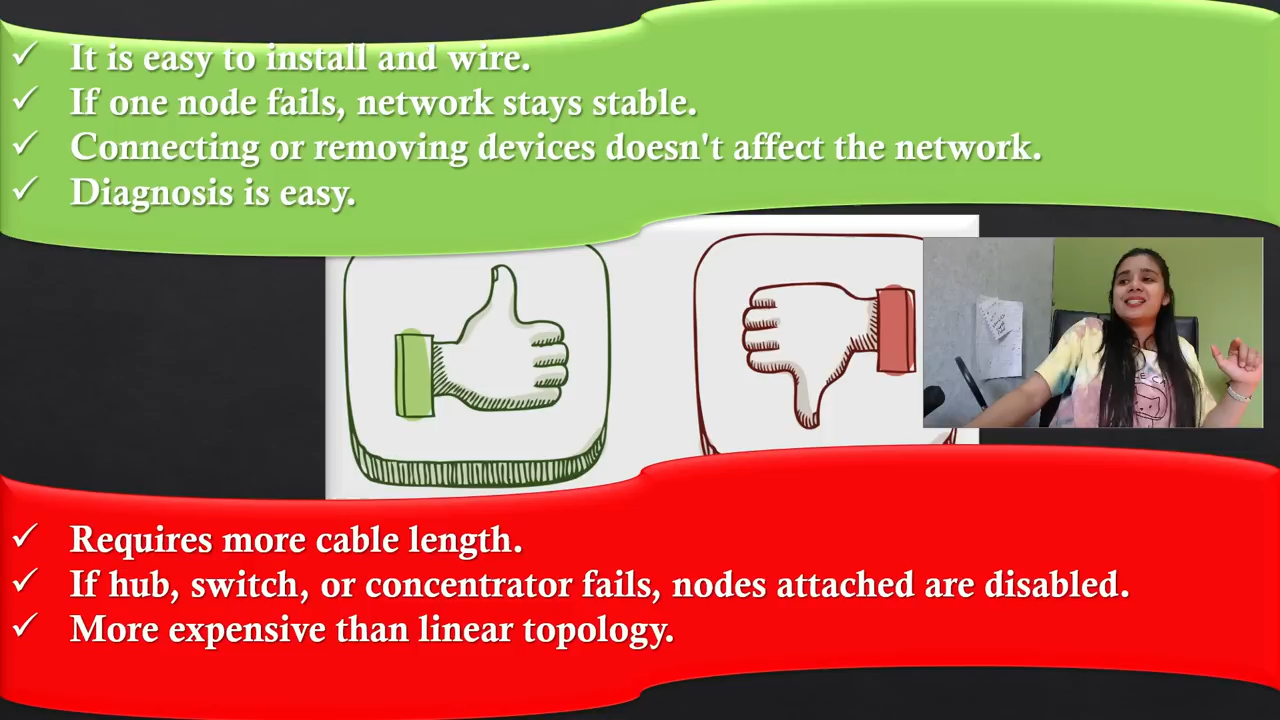 It is easy to install and wire.
If one node fails, network stays stable.
Connecting or removing devices doesn't affect the network.
Diagnosis is easy.
Requires more cable length.
If hub, switch, or concentrator fails, nodes attached are disabled.
More expensive than linear topology.